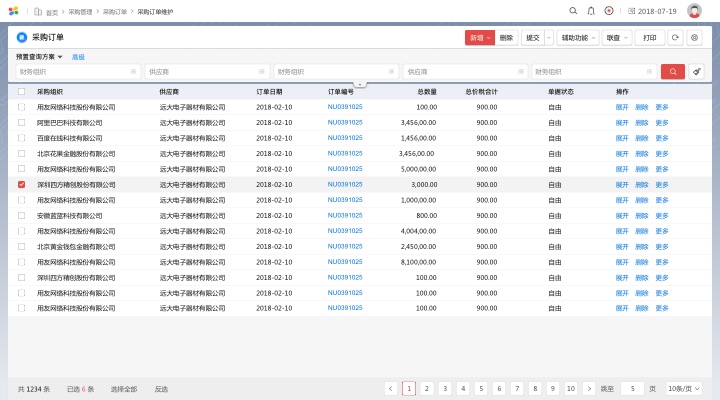 首页 > 采购管理 > 采购订单 > 采购订单维护 2018-07-19
采购订单 新增 删除 提交 辅助功能 联查 打印
预置查询方案 高级
财务组织 供应商 财务组织 供应商 财务组织
采购组织 供应商 订单日期 订单编号 总数量 总价税合计 单据状态 操作
用友网络科技股份有限公司 远大电子器材有限公司 2018-02-10 NU0391025 100.00 900.00 自由 展开 删除 更多
阿里巴巴科技有限公司 远大电子器材有限公司 2018-02-10 NU0391025 3,456,00.00 900.00 自由 展开 删除 更多
百度在线科技有限公司 远大电子器材有限公司 2018-02-10 NU0391025 1,456,00.00 900.00 自由 展开 删除 更多
北京花果金融股份有限公司 远大电子器材有限公司 2018-02-10 NU0391025 3,456,00.00 900.00 自由 展开 删除 更多
用友网络科技股份有限公司 远大电子器材有限公司 2018-02-10 NU0391025 5,000,00.00 900.00 自由 展开 删除 更多
深圳四方精创股份有限公司 远大电子器材有限公司 2018-02-10 NU0391025 3,000.00 900.00 自由 展开 删除 更多
用友网络科技股份有限公司 远大电子器材有限公司 2018-02-10 NU0391025 1,000,00.00 900.00 自由 展开 删除 更多
安徽蓝蓝科技有限公司 远大电子器材有限公司 2018-02-10 NU0391025 800.00 900.00 自由 展开 删除 更多
用友网络科技股份有限公司 远大电子器材有限公司 2018-02-10 NU0391025 4,004,00.00 900.00 自由 展开 删除 更多
北京黄金钱包金融有限公司 远大电子器材有限公司 2018-02-10 NU0391025 2,450,00.00 900.00 自由 展开 删除 更多
用友网络科技股份有限公司 远大电子器材有限公司 2018-02-10 NU0391025 8,100,00.00 900.00 自由 展开 删除 更多
深圳四方精创股份有限公司 远大电子器材有限公司 2018-02-10 NU0391025 100.00 900.00 自由 展开 删除 更多
用友网络科技股份有限公司 远大电子器材有限公司 2018-02-10 NU0391025 100.00 900.00 自由 展开 删除 更多
用友网络科技股份有限公司 远大电子器材有限公司 2018-02-10 NU0391025 100.00 900.00 自由 展开 删除 更多
共 1234 条 已选 6 条 选择全部 反选 < 1 2 3 4 5 6 7 8 9 10 > 跳至 5 页 10条/页